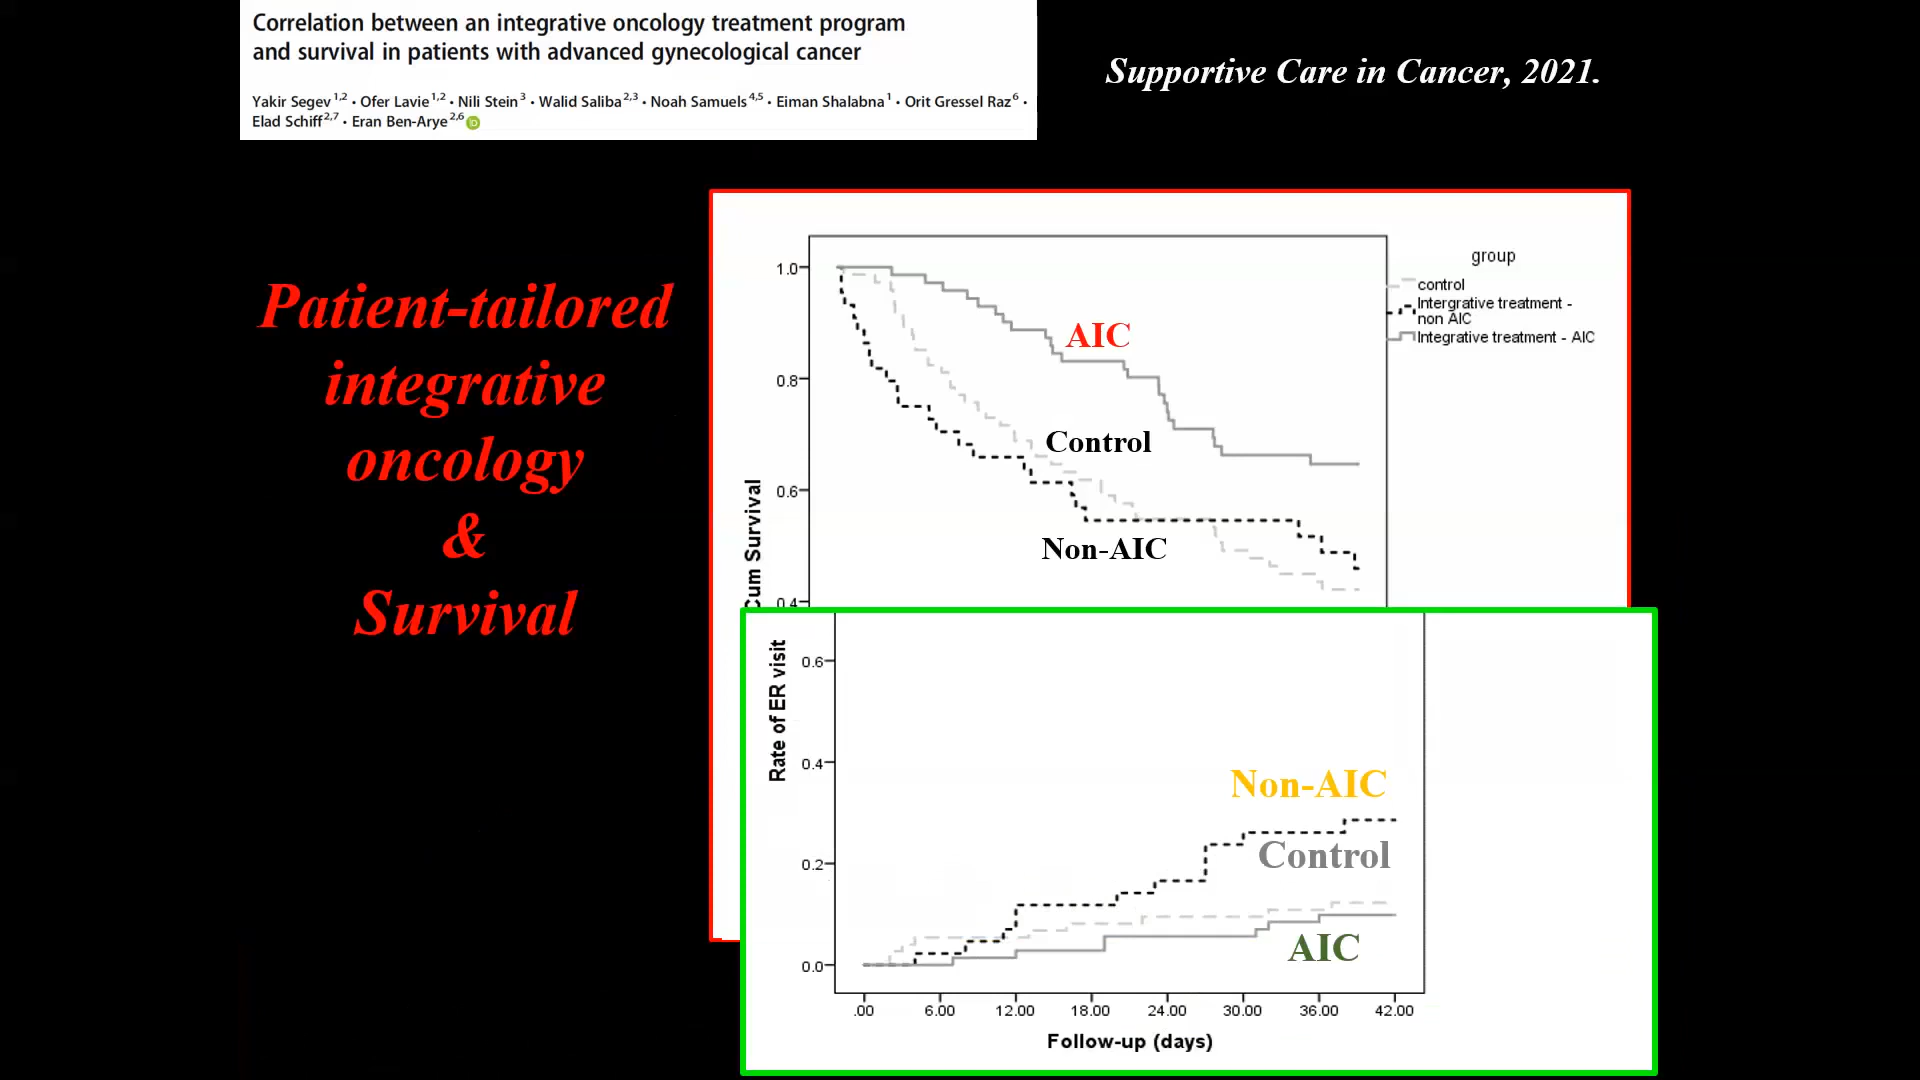 Correlation between an integrative oncology treatment program
and survival in patients with advanced gynecological cancer
Yakir Segev 1,2 • Ofer Lavie 1,2 • Nili Stein 3 • Walid Saliba 2,3 • Noah Samuels 4,5 • Eiman Shalabna 1 • Orit Gressel Raz 6 •
Elad Schiff 2,7 • Eran Ben-Arye 2,6 iD
Supportive Care in Cancer, 2021.
Patient-tailored
integrative
oncology
&
Survival
group
control
Intergrative treatment -
non AIC
Integrative treatment - AIC
Cum Survival
1.0
0.8
0.6
0.4
AIC
Control
Non-AIC
Rate of ER visit
0.6
0.4
0.2
0.0
Non-AIC
Control
AIC
.00 6.00 12.00 18.00 24.00 30.00 36.00 42.00
Follow-up (days)